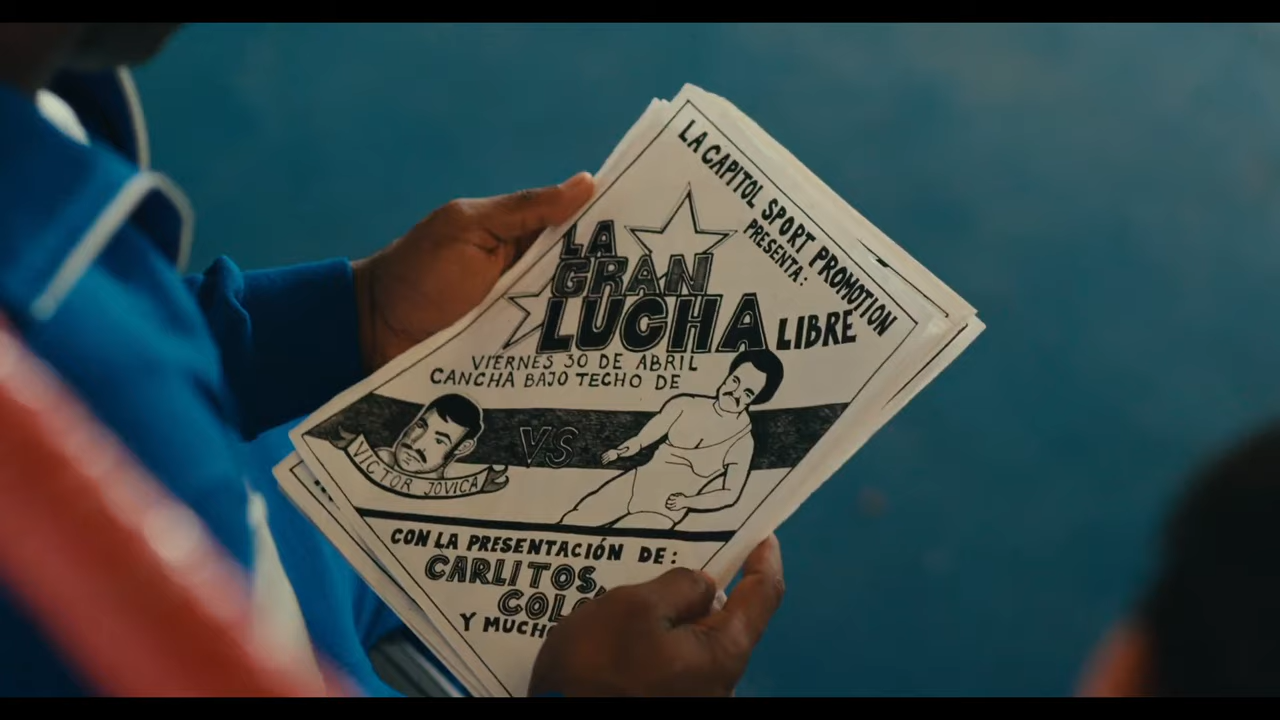 LA CAPITOL SPORT PROMOTION
PRESENTA:
LA
GRAN
LUCHA LIBRE
VIERNES 30 DE ABRIL
CANCHA BAJO TECHO DE
VS
VICTOR JOVICA
CON LA PRESENTACIÓN DE:
CARLITOS
Y